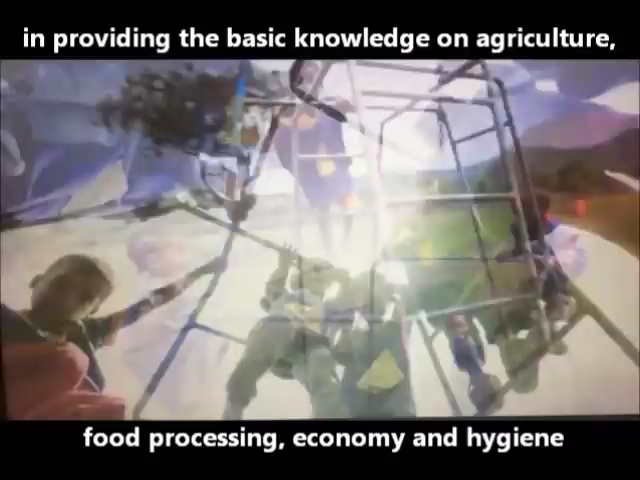 in providing the basic knowledge on agriculture,
food processing, economy and hygiene